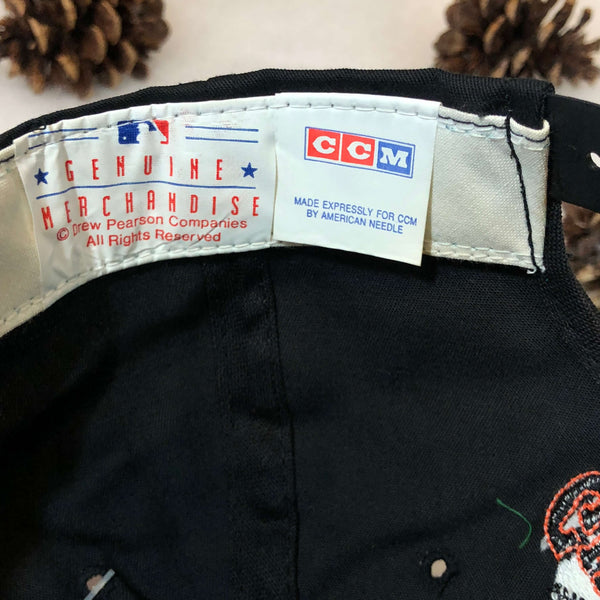 GENUINE
MERCHANDISE
© Drew Pearson Companies
All Rights Reserved
CCM
MADE EXPRESSLY FOR CCM
BY AMERICAN NEEDLE